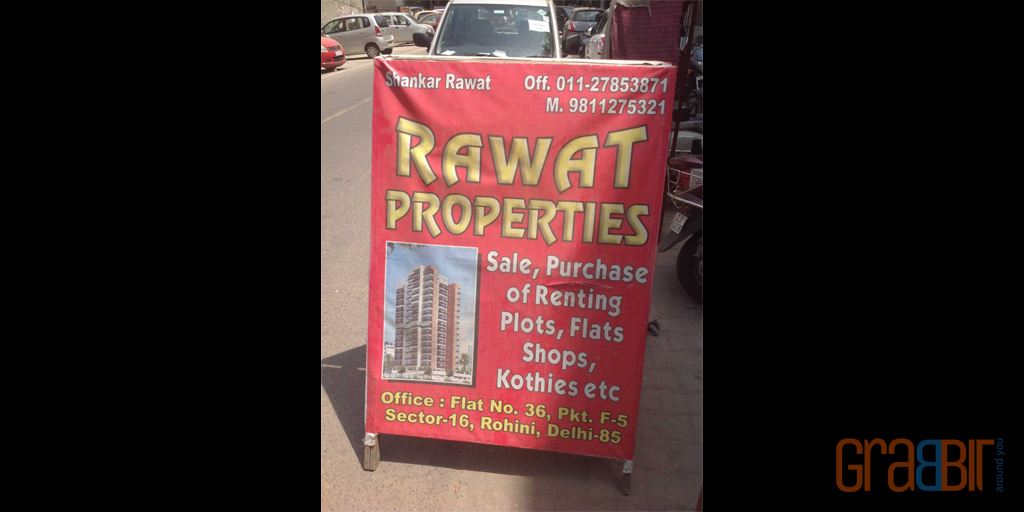 Shankar Rawat Off. 011-27853871
M. 9811275321
RAWAT
PROPERTIES
Sale, Purchase
of Renting
Plots, Flats
Shops,
Kothies etc
Office : Flat No. 36, Pkt. F-5
Sector-16, Rohini, Delhi-85
GRABBIT
around you